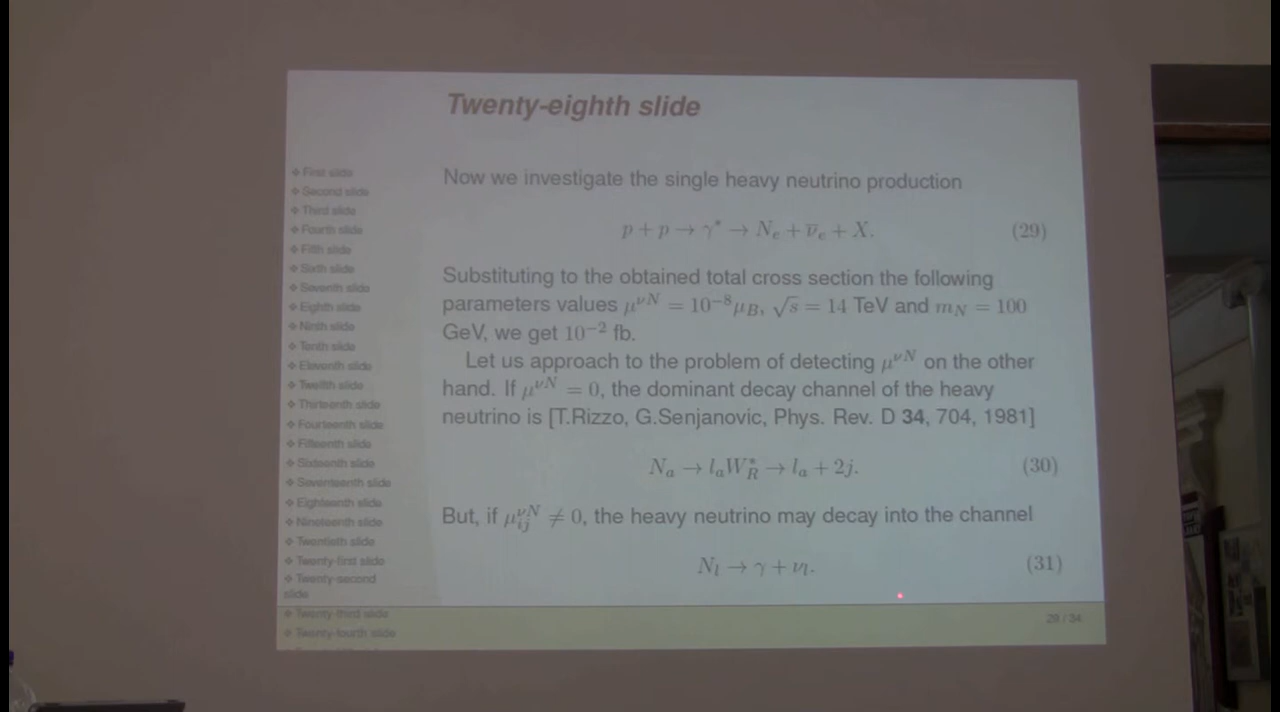 Twenty-eighth slide
❖ First slide
❖ Second slide
❖ Third slide
❖ Fourth slide
❖ Fifth slide
❖ Sixth slide
❖ Seventh slide
❖ Eighth slide
❖ Ninth slide
❖ Tenth slide
❖ Eleventh slide
❖ Twelfth slide
❖ Thirteenth slide
❖ Fourteenth slide
❖ Fifteenth slide
❖ Sixteenth slide
❖ Seventeenth slide
❖ Eighteenth slide
❖ Nineteenth slide
❖ Twentieth slide
❖ Twenty-first slide
❖ Twenty-second
slide
❖ Twenty-third slide
❖ Twenty-fourth slide
Now we investigate the single heavy neutrino production
p + p → γ* → N_e + ν̅_e + X. (29)
Substituting to the obtained total cross section the following
parameters values μ^{νN} = 10^{−8}μ_B, √s = 14 TeV and m_N = 100
GeV, we get 10^{−2} fb.
Let us approach to the problem of detecting μ^{νN} on the other
hand. If μ^{νN} = 0, the dominant decay channel of the heavy
neutrino is [T.Rizzo, G.Senjanovic, Phys. Rev. D 34, 704, 1981]
N_a → l_a W_R^* → l_a + 2j. (30)
But, if μ_{ij}^{νN} ≠ 0, the heavy neutrino may decay into the channel
N_l → γ + ν_l. (31)
29 / 34